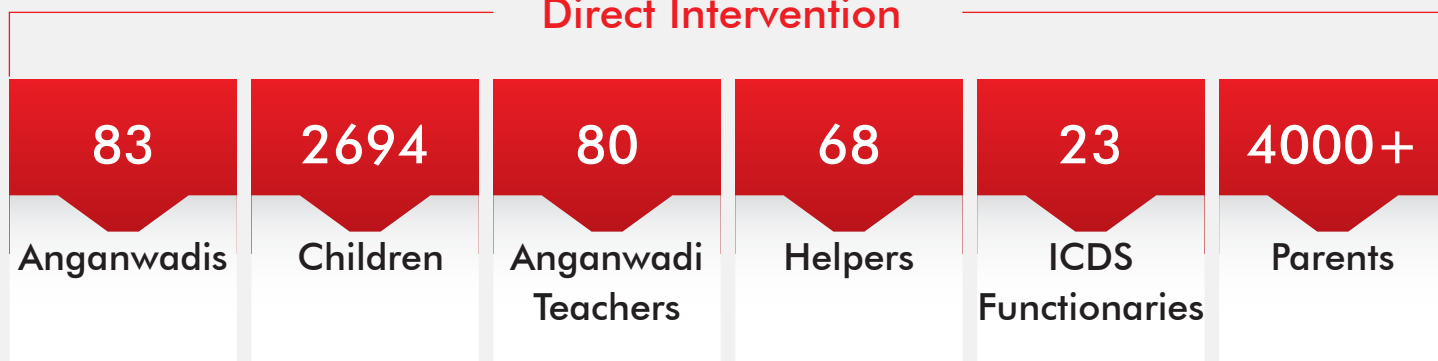 Direct Intervention
83
Anganwadis
2694
Children
80
Anganwadi
Teachers
68
Helpers
23
ICDS
Functionaries
4000+
Parents